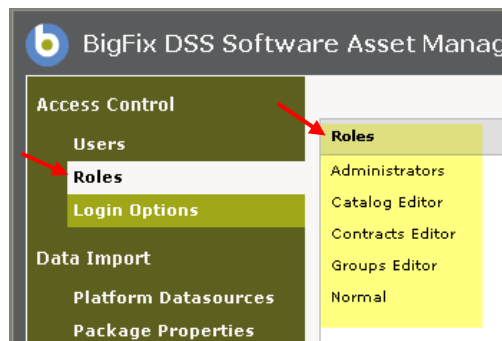 BigFix DSS Software Asset Manag
Access Control
Users
Roles
Login Options
Data Import
Platform Datasources
Package Properties
Roles
Administrators
Catalog Editor
Contracts Editor
Groups Editor
Normal